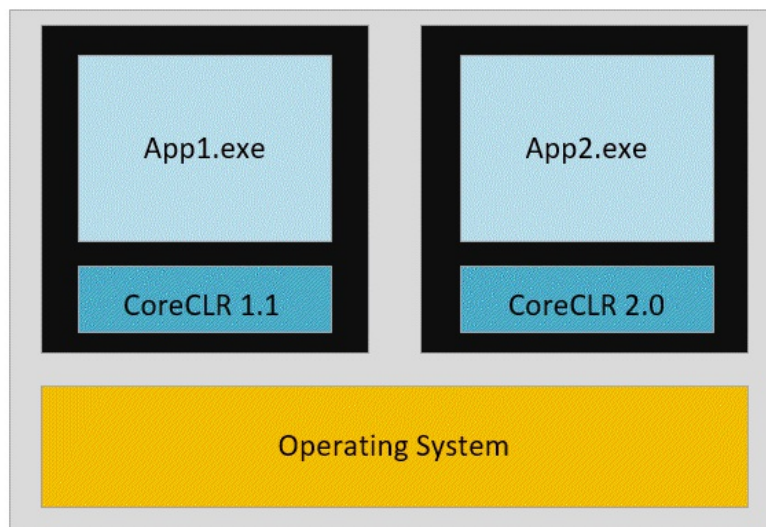 App1.exe
App2.exe
CoreCLR 1.1
CoreCLR 2.0
Operating System